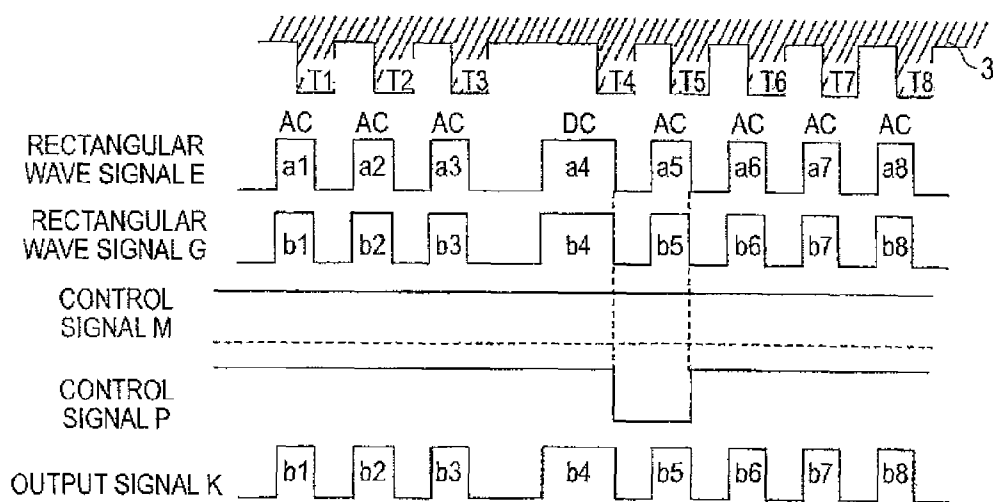 T1 T2 T3 T4 T5 T6 T7 T8 3
AC AC AC DC AC AC AC AC
RECTANGULAR
WAVE SIGNAL E
a1 a2 a3 a4 a5 a6 a7 a8
RECTANGULAR
WAVE SIGNAL G
b1 b2 b3 b4 b5 b6 b7 b8
CONTROL
SIGNAL M
CONTROL
SIGNAL P
OUTPUT SIGNAL K b1 b2 b3 b4 b5 b6 b7 b8